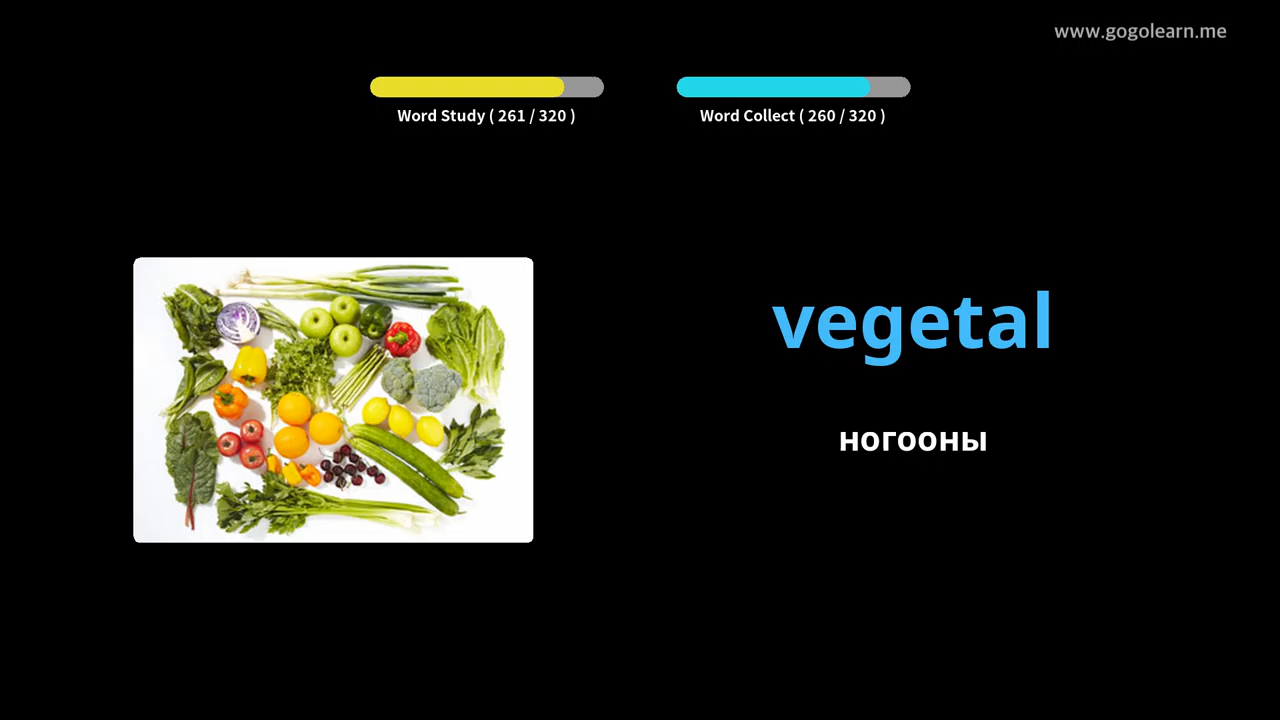 www.gogolearn.me
Word Study ( 261 / 320 )
Word Collect ( 260 / 320 )
vegetal
ногооны